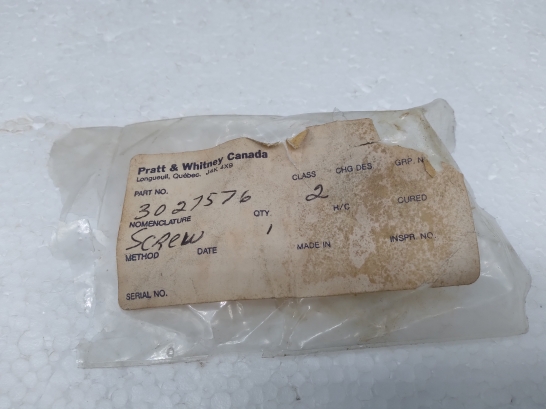 Pratt & Whitney Canada
Longueuil, Québec. J4K 4X9
PART NO. CLASS CHG DES GRP. N
3027576 2
NOMENCLATURE QTY. H/C CURED
Screw 1
METHOD DATE MADE IN INSPR. NO.
SERIAL NO.